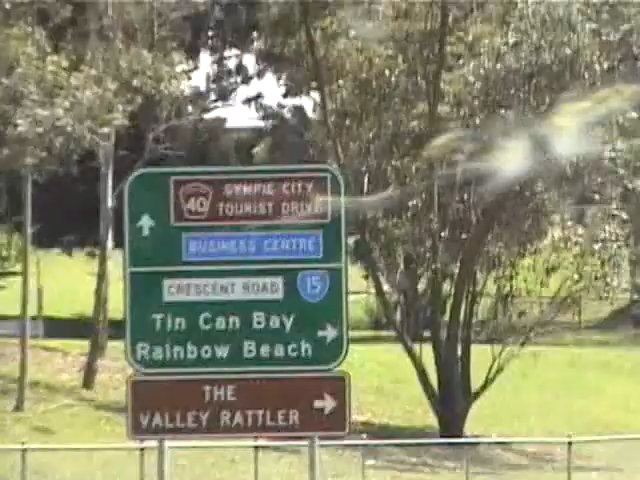 40 GYMPIE CITY
TOURIST DRIVE
BUSINESS CENTRE
CRESCENT ROAD 15
Tin Can Bay
Rainbow Beach
THE
VALLEY RATTLER